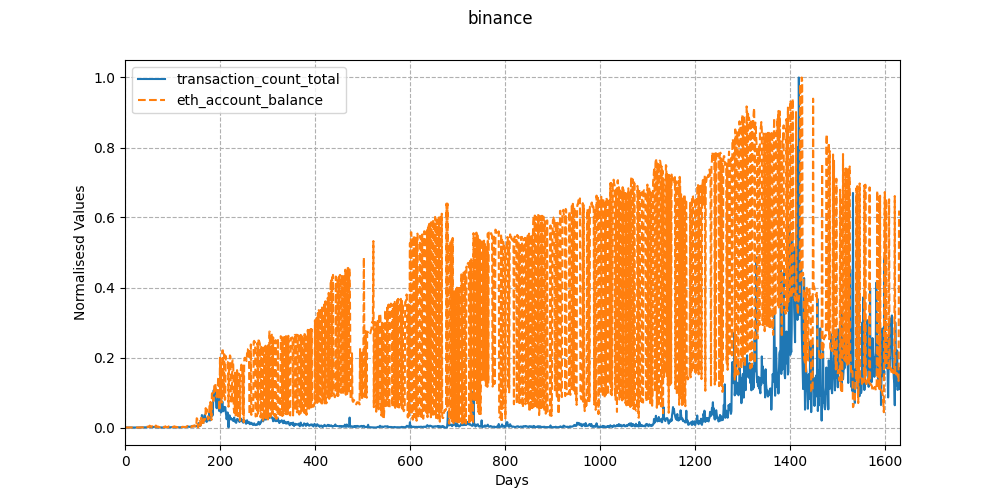 binance
transaction_count_total
eth_account_balance
Normalisesd Values
1.0
0.8
0.6
0.4
0.2
0.0
0 200 400 600 800 1000 1200 1400 1600
Days